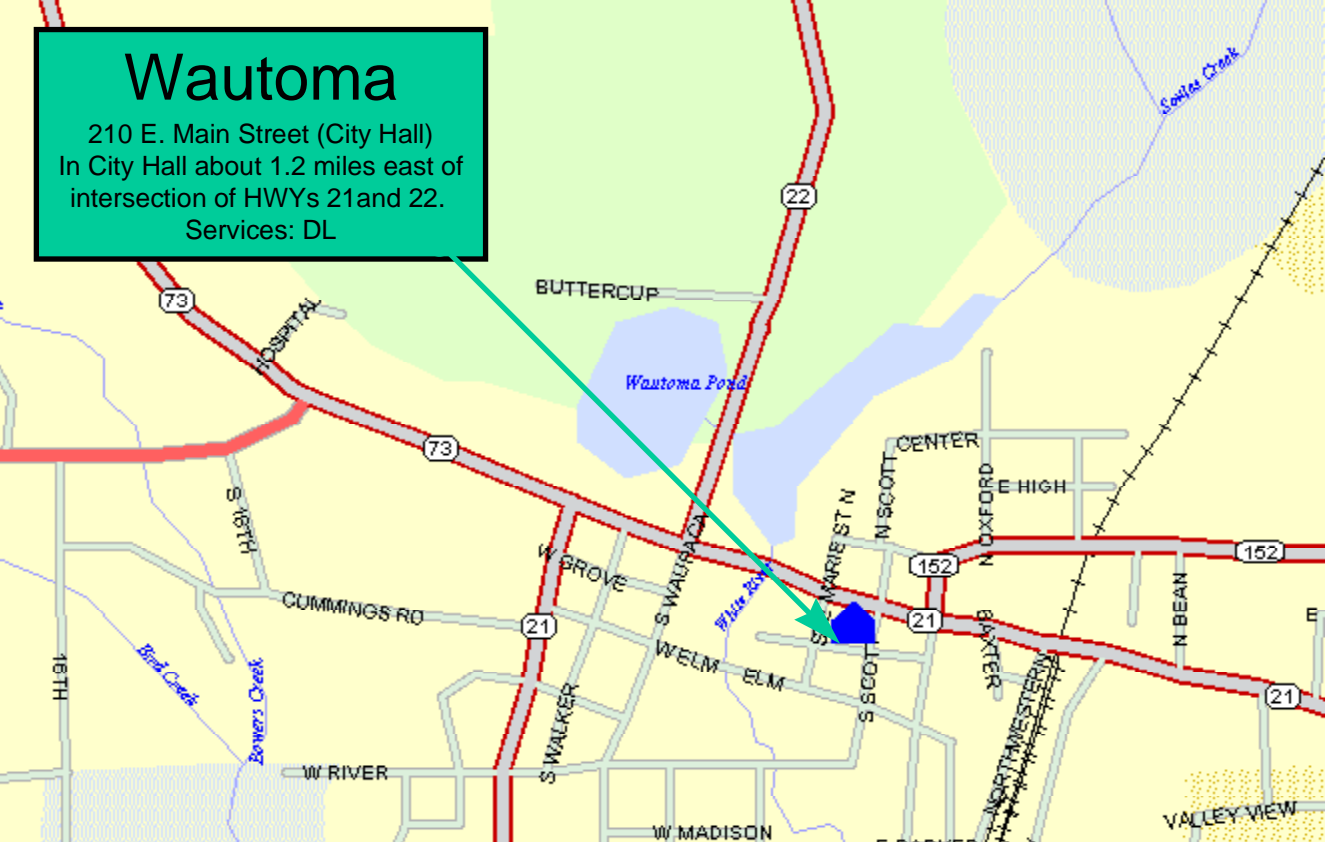 Wautoma
210 E. Main Street (City Hall)
In City Hall about 1.2 miles east of
intersection of HWYs 21and 22.
Services: DL
Soules Creek
22
BUTTERCUP
73
HOSPITAL
Wautoma Pond
73
CENTER
N SCOTT
N OXFORD
E HIGH
MARIE ST N
S 16TH
W GROVE
S WAUPACA
152
152
CUMMINGS RD
21
White River
21
BAXTER
N BEAN
E
W ELM
ELM
S SCOTT
16TH
Bird Creek
Bowers Creek
S WALKER
NORTHWESTERN
21
W RIVER
W MADISON
VALLEY VIEW